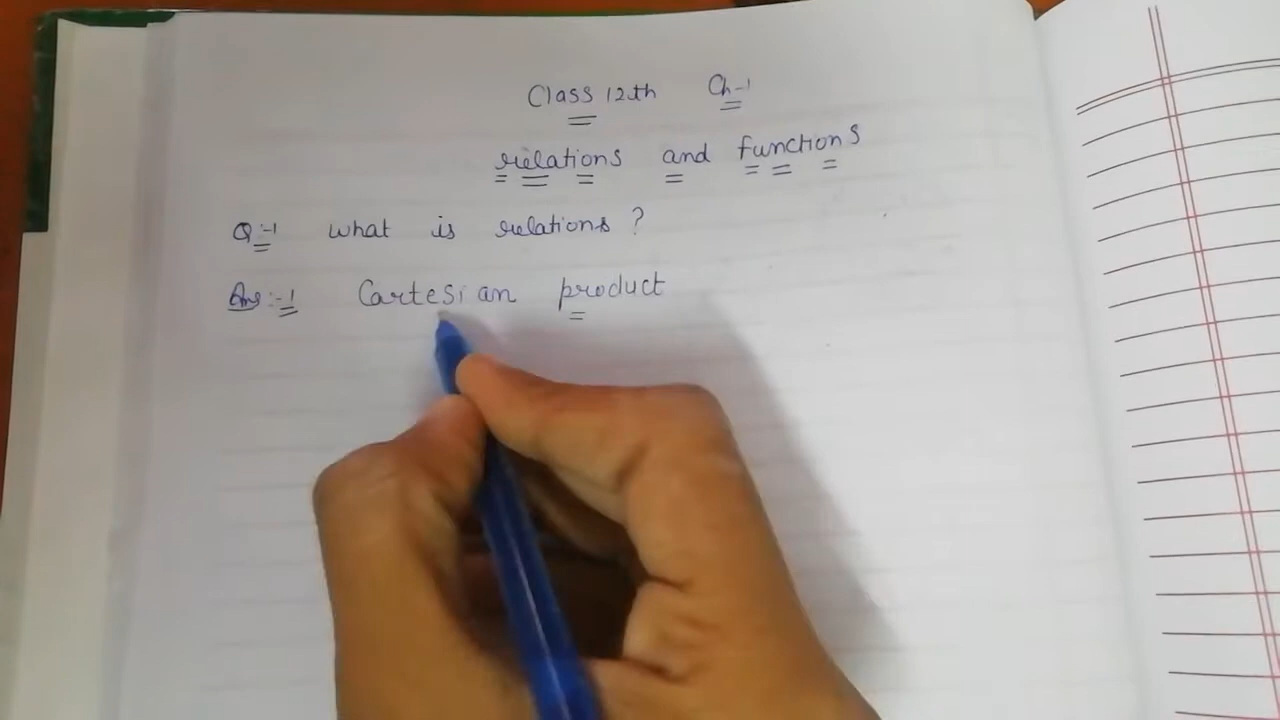 Class 12th Ch-1
relations and functions
Q:-1 what is relations ?
Ans:-1 Cartesian product